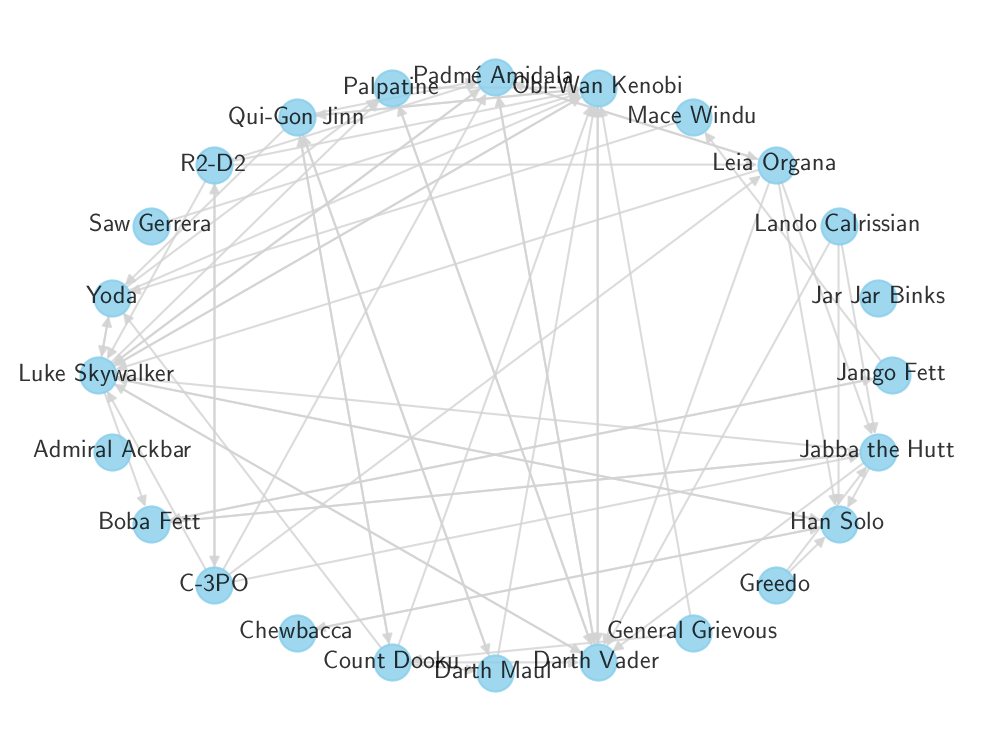 Padmé Amidala
Palpatine
Obi-Wan Kenobi
Qui-Gon Jinn
Mace Windu
R2-D2
Leia Organa
Saw Gerrera
Lando Calrissian
Yoda
Jar Jar Binks
Luke Skywalker
Jango Fett
Admiral Ackbar
Jabba the Hutt
Boba Fett
Han Solo
C-3PO
Greedo
Chewbacca
General Grievous
Count Dooku
Darth Vader
Darth Maul